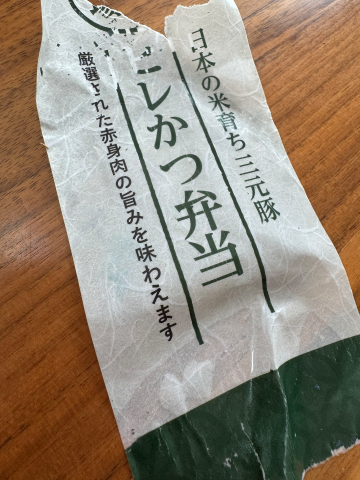 日本の米育ち三元豚
ヒレかつ弁当
厳選された赤身肉の旨みを味わえます